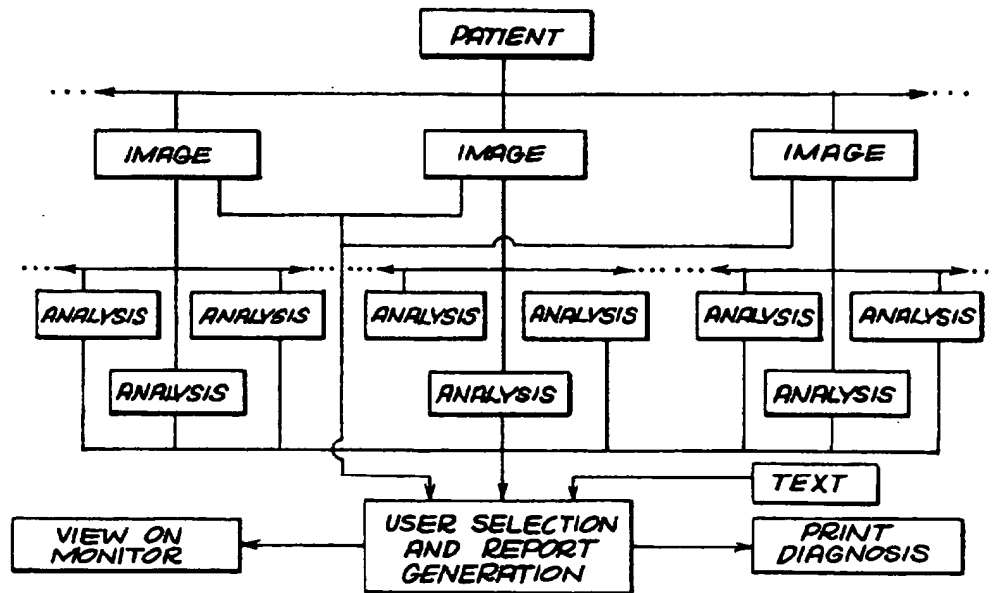 PATIENT
IMAGE
IMAGE
IMAGE
ANALYSIS
ANALYSIS
ANALYSIS
ANALYSIS
ANALYSIS
ANALYSIS
ANALYSIS
ANALYSIS
ANALYSIS
TEXT
VIEW ON
MONITOR
USER SELECTION
AND REPORT
GENERATION
PRINT
DIAGNOSIS